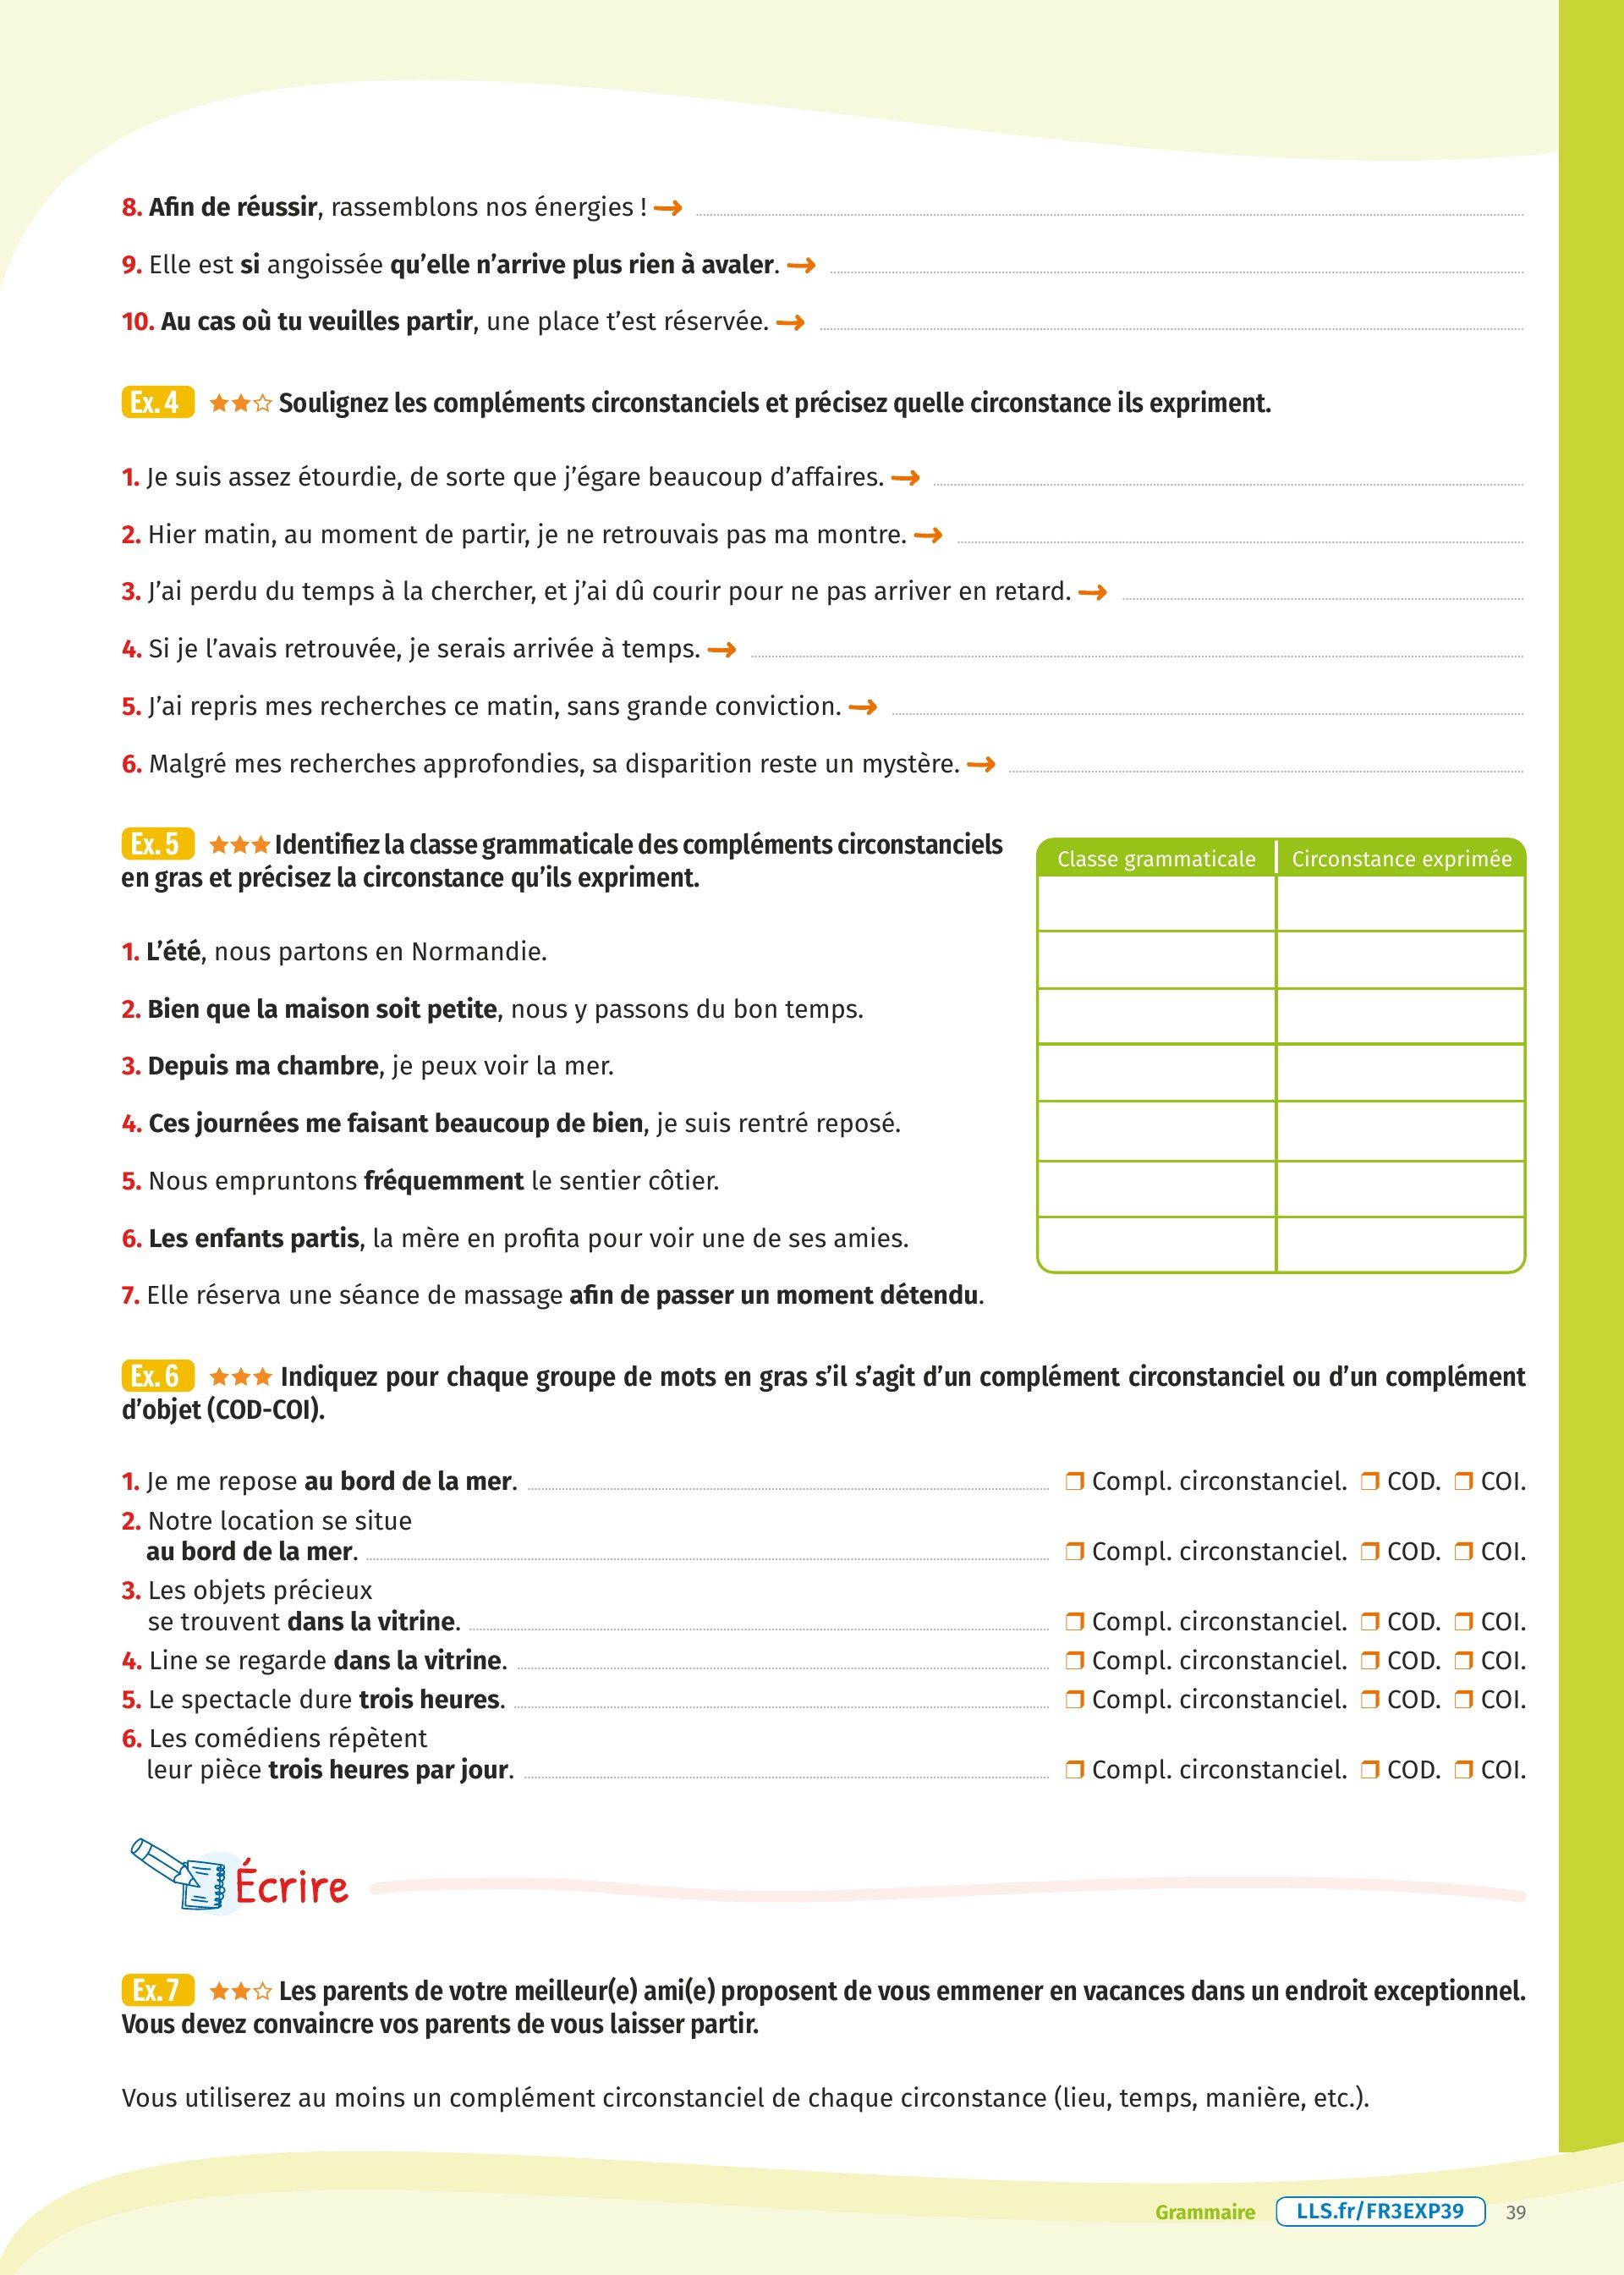 8. Afin de réussir, rassemblons nos énergies ! →
9. Elle est si angoissée qu’elle n’arrive plus rien à avaler. →
10. Au cas où tu veuilles partir, une place t’est réservée. →
Ex. 4 ★★☆ Soulignez les compléments circonstanciels et précisez quelle circonstance ils expriment.
1. Je suis assez étourdie, de sorte que j’égare beaucoup d’affaires. →
2. Hier matin, au moment de partir, je ne retrouvais pas ma montre. →
3. J’ai perdu du temps à la chercher, et j’ai dû courir pour ne pas arriver en retard. →
4. Si je l’avais retrouvée, je serais arrivée à temps. →
5. J’ai repris mes recherches ce matin, sans grande conviction. →
6. Malgré mes recherches approfondies, sa disparition reste un mystère. →
Ex. 5 ★★★ Identifiez la classe grammaticale des compléments circonstanciels
en gras et précisez la circonstance qu’ils expriment.
Classe grammaticale Circonstance exprimée
1. L’été, nous partons en Normandie.
2. Bien que la maison soit petite, nous y passons du bon temps.
3. Depuis ma chambre, je peux voir la mer.
4. Ces journées me faisant beaucoup de bien, je suis rentré reposé.
5. Nous empruntons fréquemment le sentier côtier.
6. Les enfants partis, la mère en profita pour voir une de ses amies.
7. Elle réserva une séance de massage afin de passer un moment détendu.
Ex. 6 ★★★ Indiquez pour chaque groupe de mots en gras s’il s’agit d’un complément circonstanciel ou d’un complément
d’objet (COD-COI).
1. Je me repose au bord de la mer. ❒ Compl. circonstanciel. ❒ COD. ❒ COI.
2. Notre location se situe
au bord de la mer. ❒ Compl. circonstanciel. ❒ COD. ❒ COI.
3. Les objets précieux
se trouvent dans la vitrine. ❒ Compl. circonstanciel. ❒ COD. ❒ COI.
4. Line se regarde dans la vitrine. ❒ Compl. circonstanciel. ❒ COD. ❒ COI.
5. Le spectacle dure trois heures. ❒ Compl. circonstanciel. ❒ COD. ❒ COI.
6. Les comédiens répètent
leur pièce trois heures par jour. ❒ Compl. circonstanciel. ❒ COD. ❒ COI.
Écrire
Ex. 7 ★★☆ Les parents de votre meilleur(e) ami(e) proposent de vous emmener en vacances dans un endroit exceptionnel.
Vous devez convaincre vos parents de vous laisser partir.
Vous utiliserez au moins un complément circonstanciel de chaque circonstance (lieu, temps, manière, etc.).
Grammaire LLS.fr/FR3EXP39 39